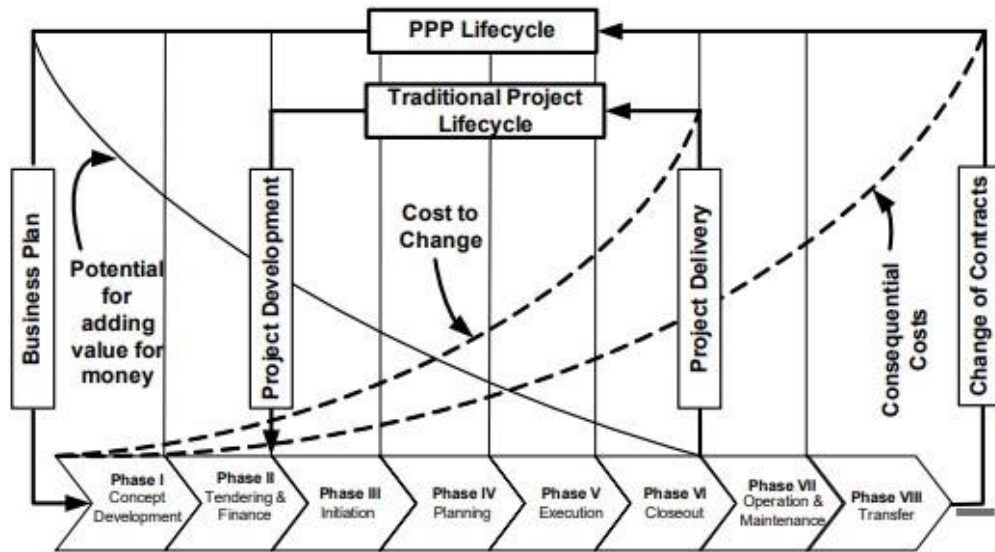 PPP Lifecycle
Traditional Project
Lifecycle
Business Plan
Potential
for
adding
value for
money
Project Development
Cost to
Change
Project Delivery
Consequential
Costs
Change of Contracts
Phase I
Concept
Development
Phase II
Tendering &
Finance
Phase III
Initiation
Phase IV
Planning
Phase V
Execution
Phase VI
Closeout
Phase VII
Operation &
Maintenance
Phase VIII
Transfer